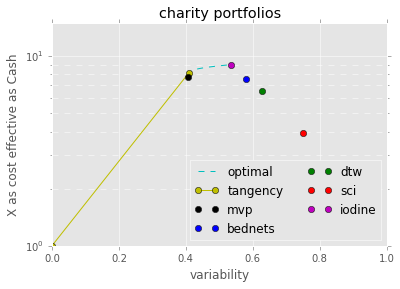 charity portfolios
X as cost effective as Cash
10¹
10⁰
optimal
tangency
mvp
bednets
dtw
sci
iodine
0.0 0.2 0.4 0.6 0.8 1.0
variability